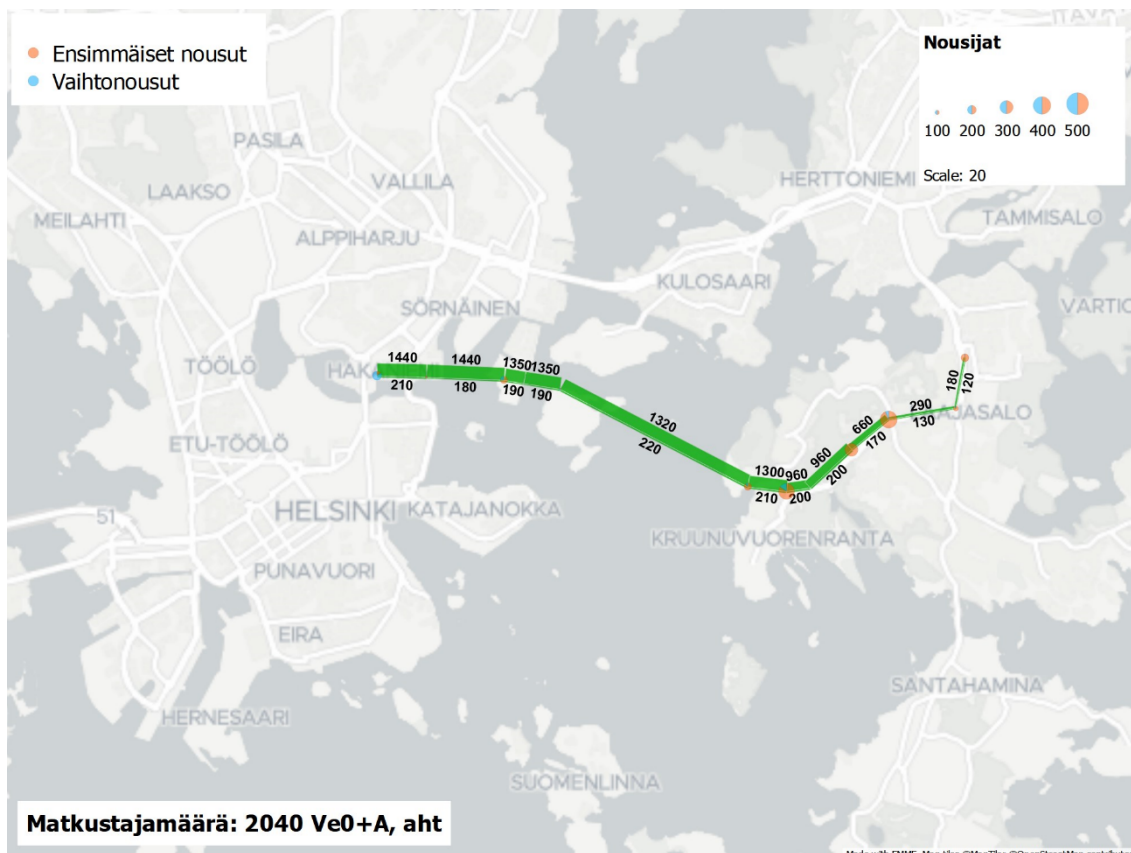 Ensimmäiset nousut
Vaihtonousut
Nousijat
100 200 300 400 500
Scale: 20
PASILA
LAAKSO
VALLILA
HERTTONIEMI
MEILAHTI
TAMMISALO
ALPPIHARJU
KULOSAARI
SÖRNÄINEN
VARTIO
1440 1440 1350 1350
TÖÖLÖ
210 180 190 190
180 120
290
130
ETU-TÖÖLÖ
1320
220
660
170
960
200
1300 960
210 200
51
HELSINKI
KATAJANOKKA
KRUUNUVUORENRANTA
PUNAVUORI
EIRA
SANTAHAMINA
HERNESAARI
SUOMENLINNA
Matkustajamäärä: 2040 Ve0+A, aht